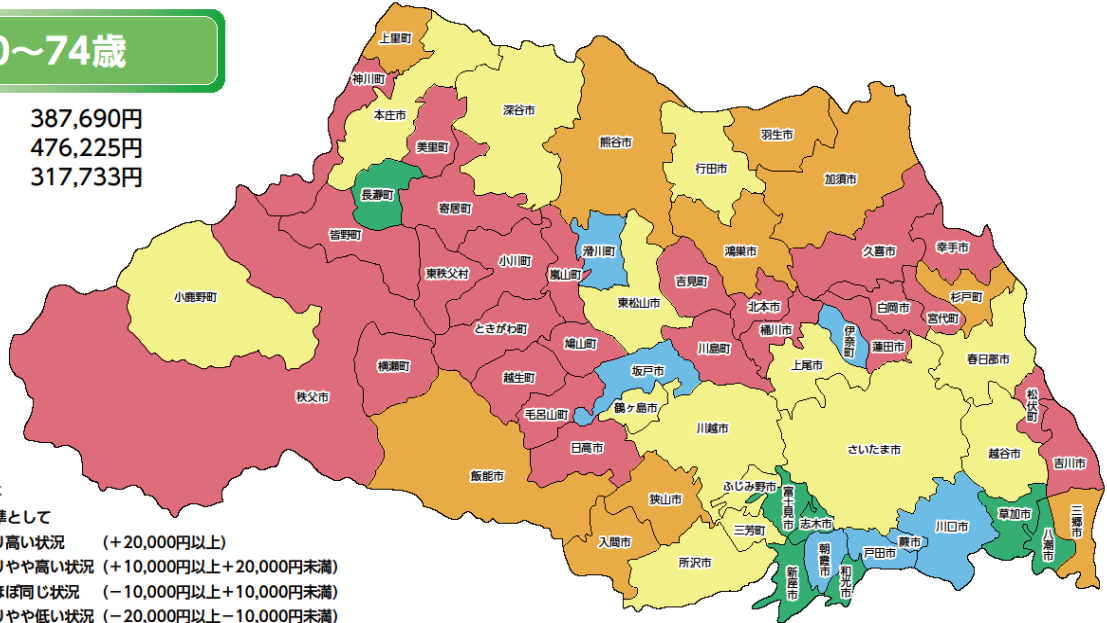 0～74歳
387,690円
476,225円
317,733円
上里町
神川町
本庄市
深谷市
美里町
長瀞町
寄居町
皆野町
小鹿野町
秩父市
横瀬町
東秩父村
小川町
嵐山町
滑川町
ときがわ町
鳩山町
越生町
毛呂山町
日高市
飯能市
熊谷市
行田市
羽生市
加須市
鴻巣市
吉見町
東松山市
川島町
坂戸市
鶴ヶ島市
川越市
北本市
桶川市
伊奈町
上尾市
久喜市
幸手市
白岡市
宮代町
杉戸町
蓮田市
春日部市
松伏町
さいたま市
越谷市
吉川市
三郷市
草加市
八潮市
川口市
蕨市
戸田市
ふじみ野市
富士見市
志木市
三芳町
朝霞市
和光市
新座市
所沢市
狭山市
入間市
準として
り高い状況 （+20,000円以上）
りやや高い状況（+10,000円以上+20,000円未満）
ほぼ同じ状況 （−10,000円以上+10,000円未満）
りやや低い状況（−20,000円以上−10,000円未満）